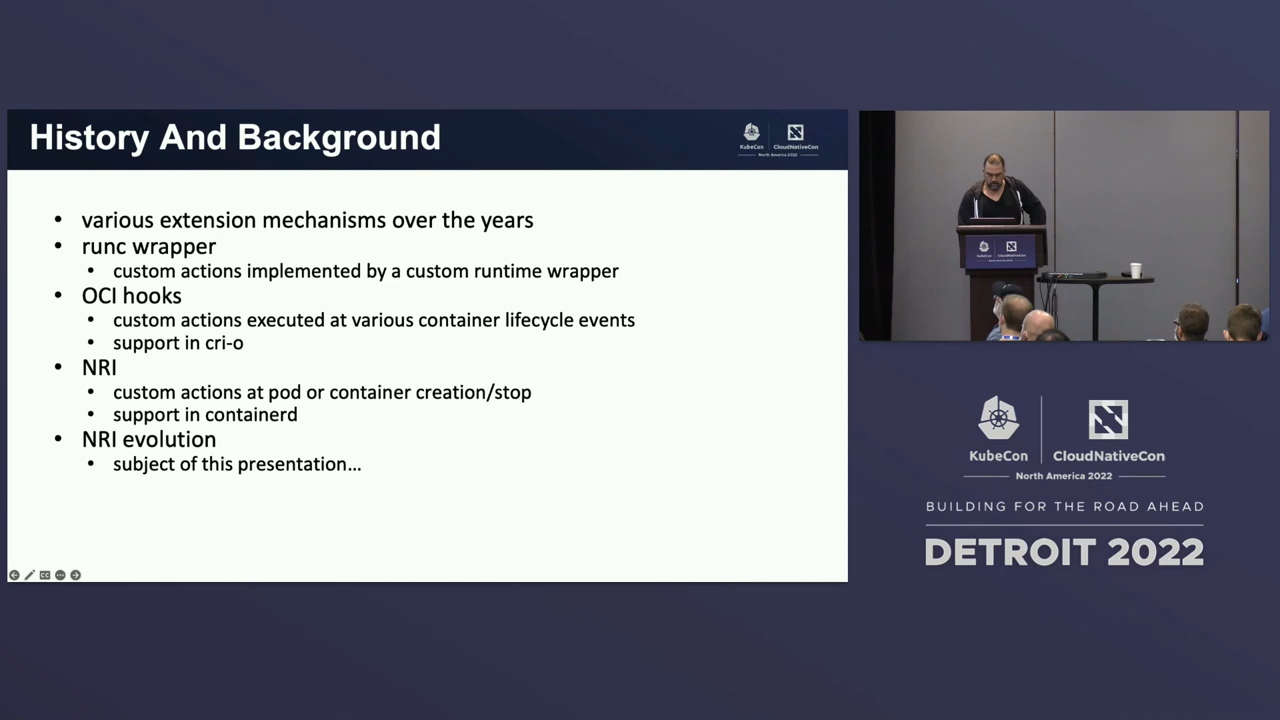 History And Background
KubeCon
CloudNativeCon
North America 2022
various extension mechanisms over the years
runc wrapper
custom actions implemented by a custom runtime wrapper
OCI hooks
custom actions executed at various container lifecycle events
support in cri-o
NRI
custom actions at pod or container creation/stop
support in containerd
NRI evolution
subject of this presentation…
KubeCon
CloudNativeCon
North America 2022
BUILDING FOR THE ROAD AHEAD
DETROIT 2022